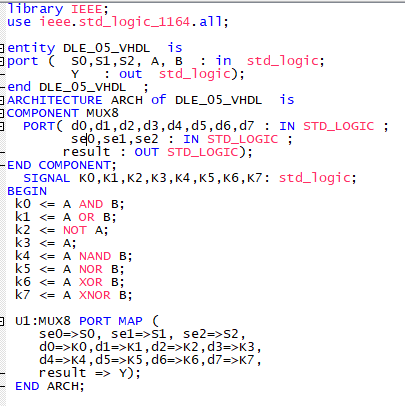 library IEEE;
use ieee.std_logic_1164.all;
entity DLE_05_VHDL  is
port (  S0,S1,S2, A, B  : in  std_logic;
Y   : out  std_logic);
end DLE_05_VHDL  ;
ARCHITECTURE ARCH of DLE_05_VHDL  is
COMPONENT MUX8
PORT( d0,d1,d2,d3,d4,d5,d6,d7 : IN STD_LOGIC ;
se0,se1,se2 : IN STD_LOGIC ;
result : OUT STD_LOGIC);
END COMPONENT;
SIGNAL K0,K1,K2,K3,K4,K5,K6,K7: std_logic;
BEGIN
k0 <= A AND B;
k1 <= A OR B;
k2 <= NOT A;
k3 <= A;
k4 <= A NAND B;
k5 <= A NOR B;
k6 <= A XOR B;
k7 <= A XNOR B;
U1:MUX8 PORT MAP (
se0=>S0, se1=>S1, se2=>S2,
d0=>K0,d1=>K1,d2=>K2,d3=>K3,
d4=>K4,d5=>K5,d6=>K6,d7=>K7,
result => Y);
END ARCH;